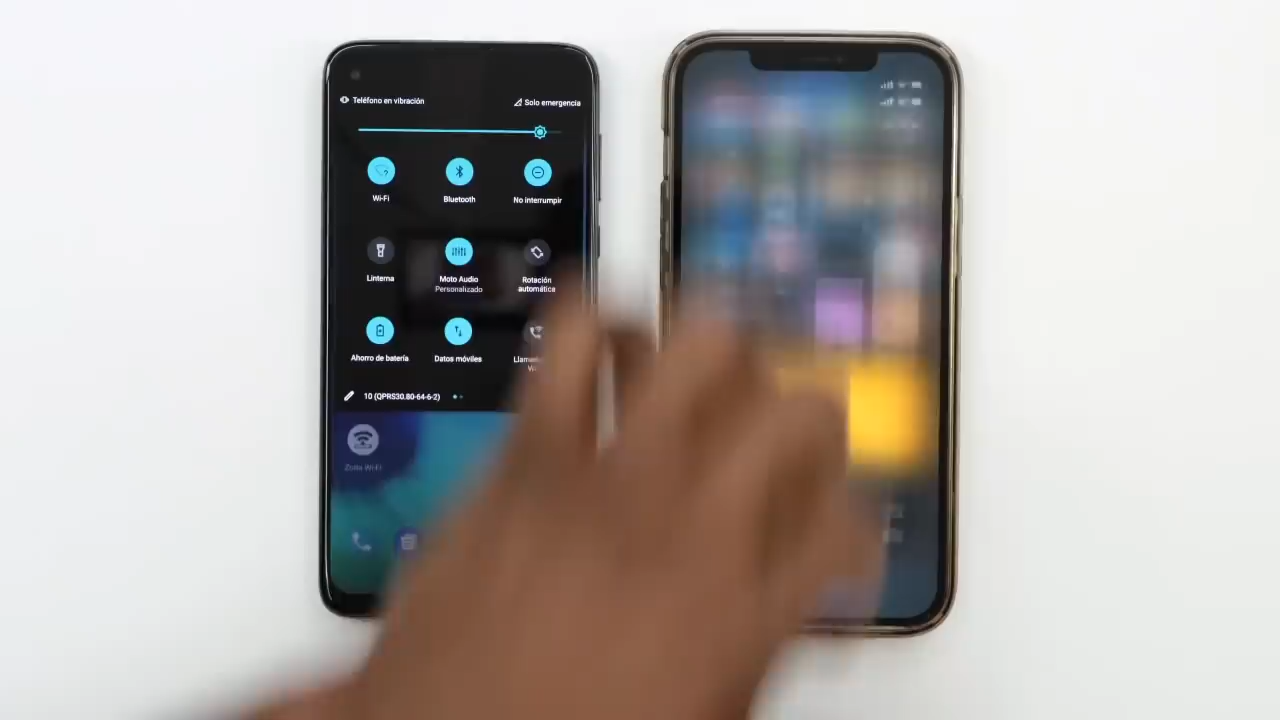 Teléfono en vibración
Solo emergencia
Wi-Fi
Bluetooth
No interrumpir
Linterna
Moto Audio
Personalizado
Rotación
automática
Ahorro de batería
Datos móviles
10 (QPRS30.80-64-6-2)
Zona Wi-Fi